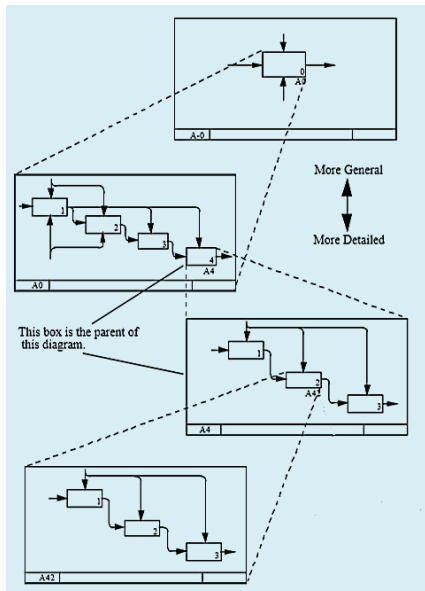 0
A0
A-0
More General
More Detailed
1
2
3
4
A4
A0
This box is the parent of
this diagram.
1
2
A42
3
A4
1
2
3
A42